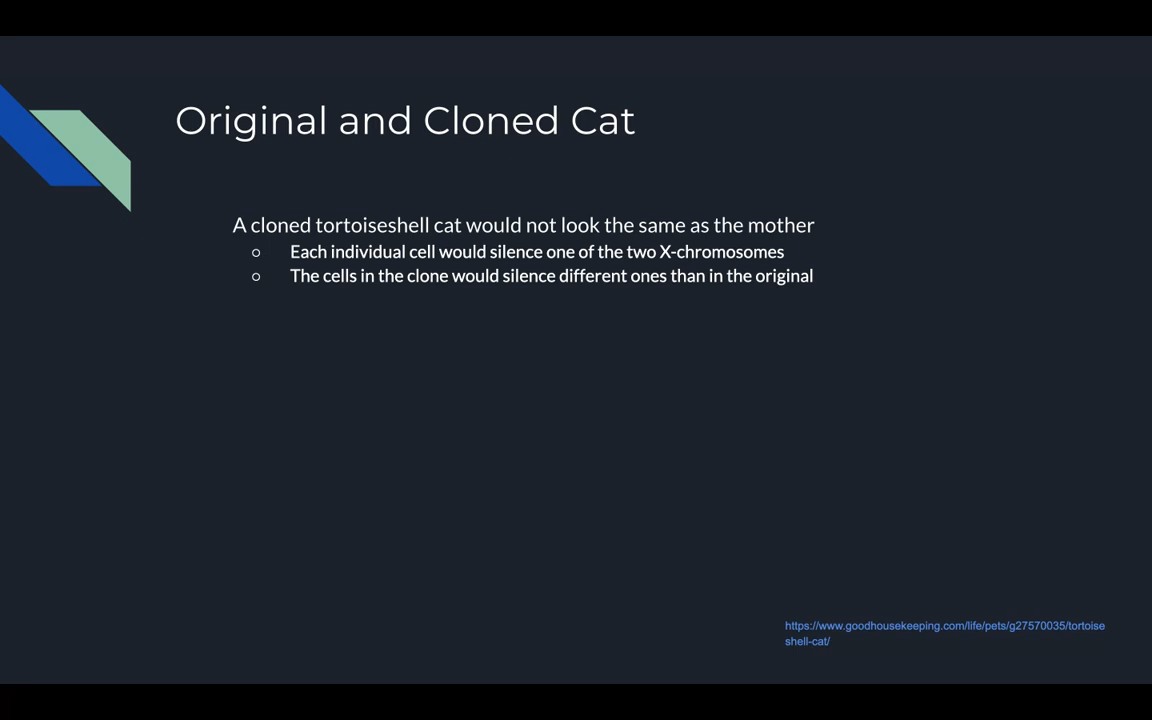 Original and Cloned Cat
A cloned tortoiseshell cat would not look the same as the mother
○ Each individual cell would silence one of the two X-chromosomes
○ The cells in the clone would silence different ones than in the original
https://www.goodhousekeeping.com/life/pets/g27570035/tortoise
shell-cat/